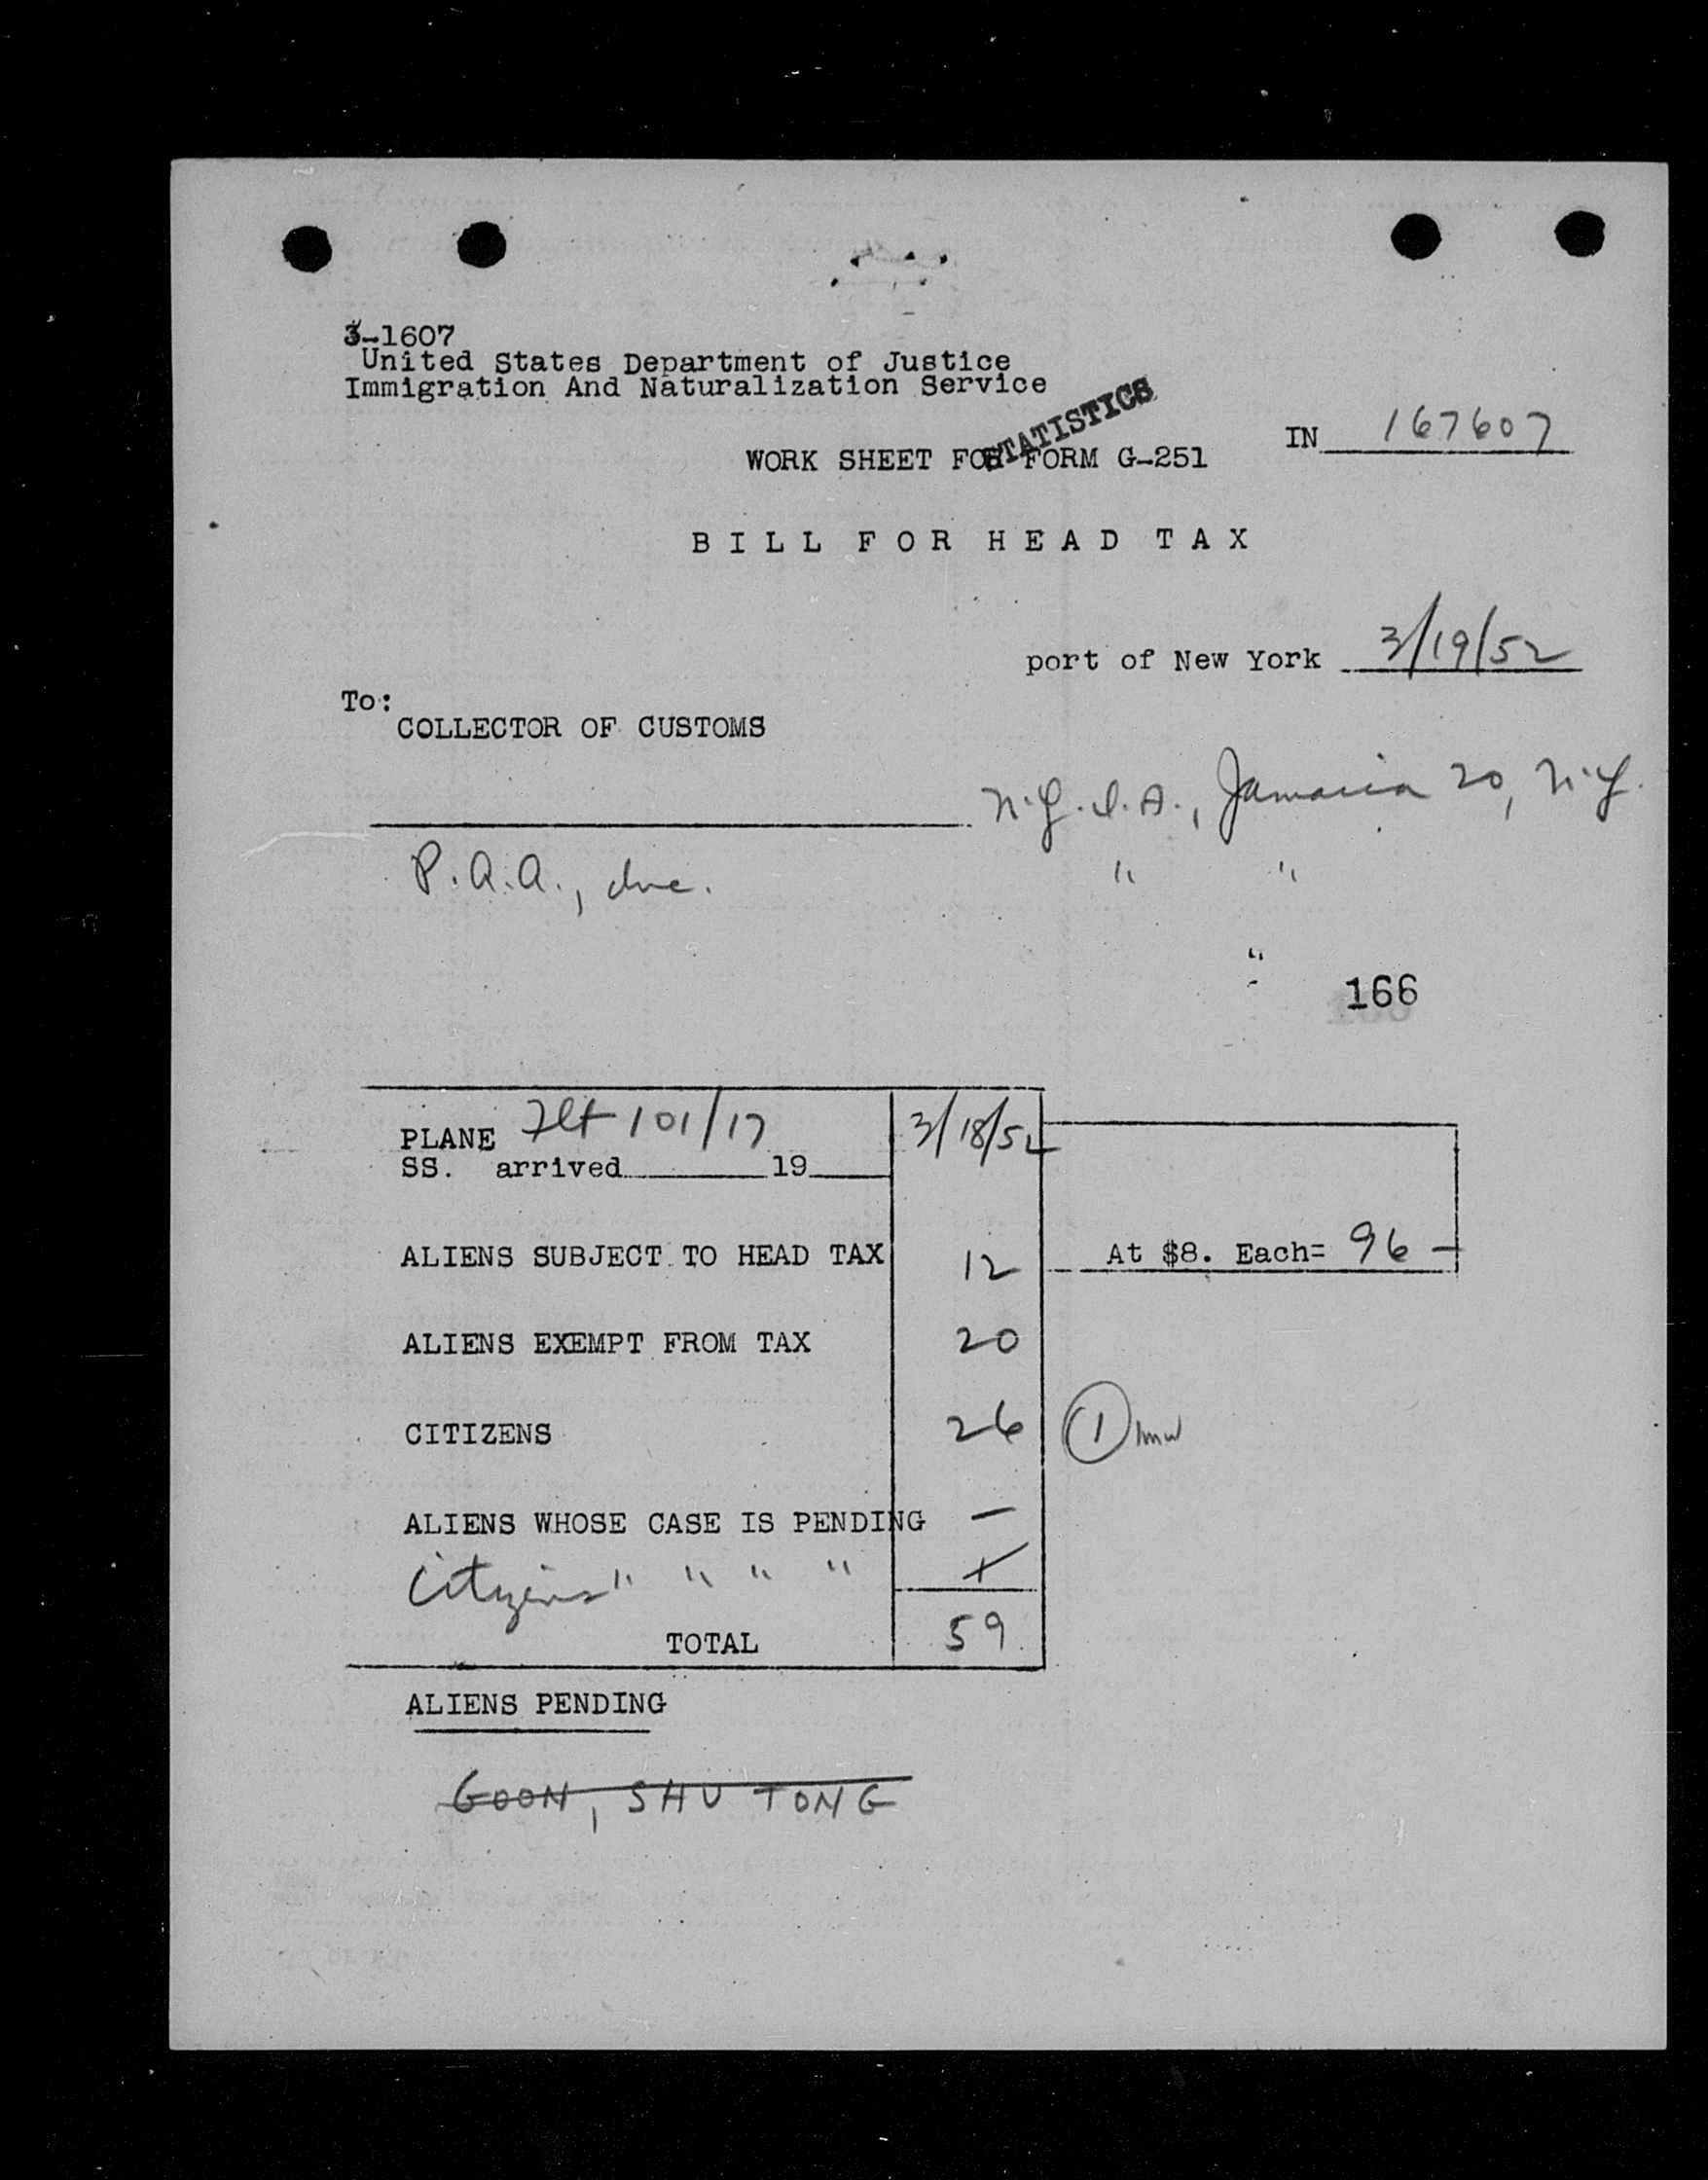 3-1607
United States Department of Justice
Immigration And Naturalization Service
STATISTICS
IN 167607
WORK SHEET FOR FORM G-251
BILL FOR HEAD TAX
port of New York 3/19/52
To:
COLLECTOR OF CUSTOMS
N.Y.I.A., Jamaica 20, N.Y.
P.A.A., Inc. " "
"
166
PLANE Flt 101/17 3/18/52
SS. arrived 19
ALIENS SUBJECT TO HEAD TAX 12 At $8. Each= 96 -
ALIENS EXEMPT FROM TAX 20
CITIZENS 26 1
ALIENS WHOSE CASE IS PENDING -
Citizens " " " "
TOTAL 59
ALIENS PENDING
GOON, SHU TONG